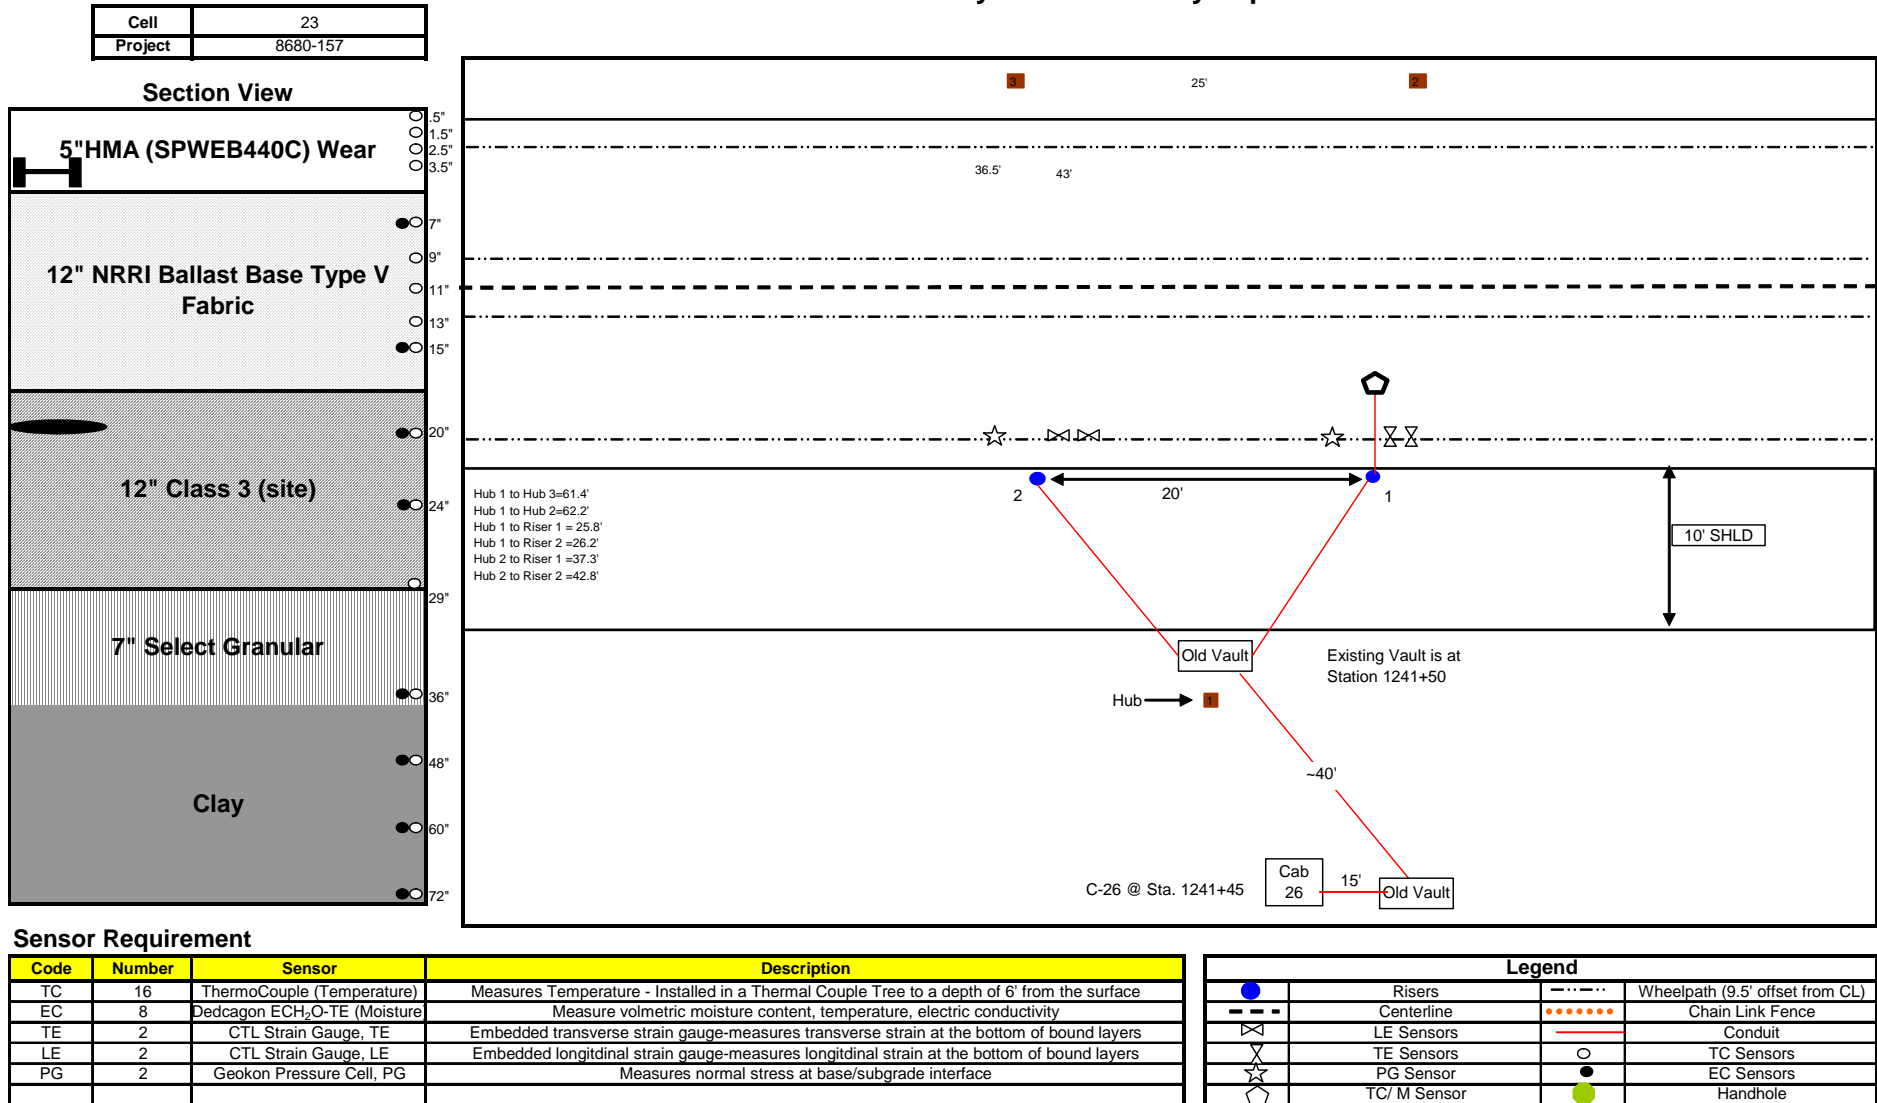 Cell 23
Project 8680-157
Section View
5"HMA (SPWEB440C) Wear
12" NRRI Ballast Base Type V
Fabric
12" Class 3 (site)
7" Select Granular
Clay
.5"
1.5"
2.5"
3.5"
7"
9"
11"
13"
15"
20"
24"
29"
36"
48"
60"
72"
3
25'
2
36.5'
43'
2
20'
1
Hub 1 to Hub 3=61.4'
Hub 1 to Hub 2=62.2'
Hub 1 to Riser 1 = 25.8'
Hub 1 to Riser 2 =26.2'
Hub 2 to Riser 1 =37.3'
Hub 2 to Riser 2 =42.8'
10' SHLD
Old Vault
Existing Vault is at
Station 1241+50
Hub
1
~40'
C-26 @ Sta. 1241+45
Cab
26
15'
Old Vault
Sensor Requirement
Code Number Sensor Description
TC 16 ThermoCouple (Temperature) Measures Temperature - Installed in a Thermal Couple Tree to a depth of 6' from the surface
EC 8 Dedcagon ECH₂O-TE (Moisture Measure volmetric moisture content, temperature, electric conductivity
TE 2 CTL Strain Gauge, TE Embedded transverse strain gauge-measures transverse strain at the bottom of bound layers
LE 2 CTL Strain Gauge, LE Embedded longitdinal strain gauge-measures longitdinal strain at the bottom of bound layers
PG 2 Geokon Pressure Cell, PG Measures normal stress at base/subgrade interface
Legend
Risers Wheelpath (9.5' offset from CL)
Centerline Chain Link Fence
LE Sensors Conduit
TE Sensors TC Sensors
PG Sensor EC Sensors
TC/ M Sensor Handhole